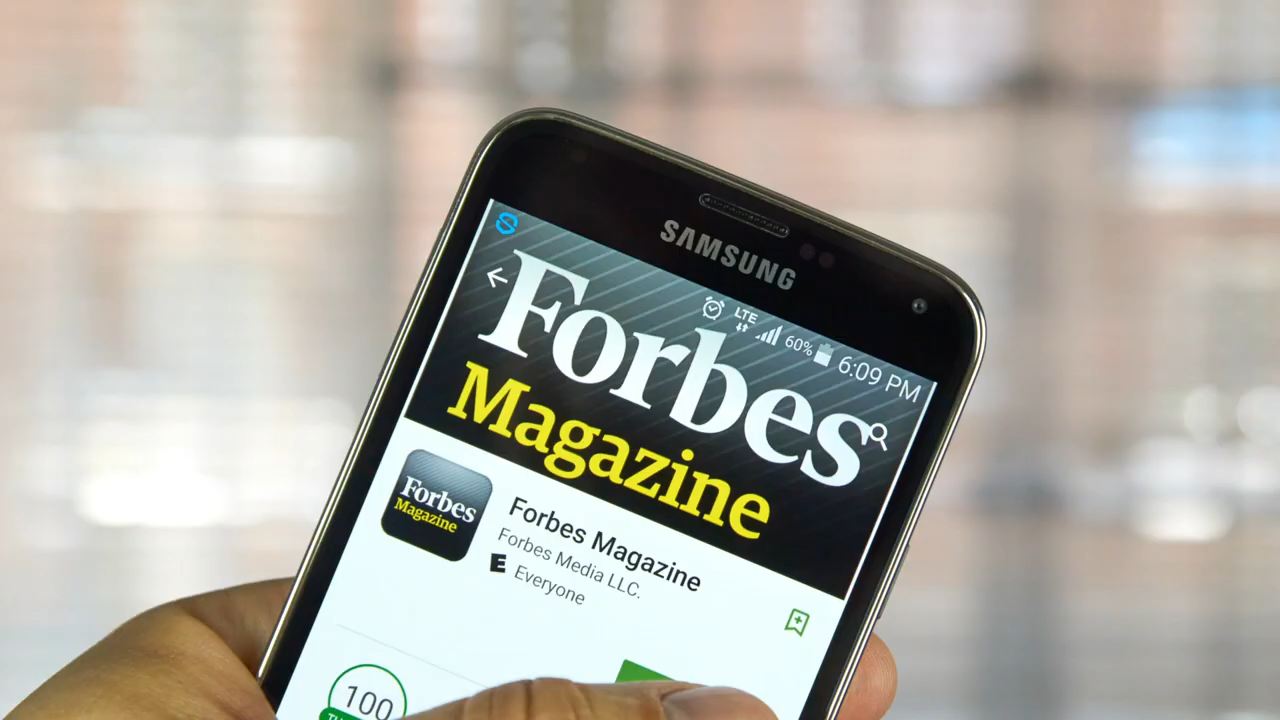 SAMSUNG
LTE 60% 6:09 PM
Forbes
Magazine
Forbes
Magazine
Forbes Magazine
Forbes Media LLC.
E Everyone
100